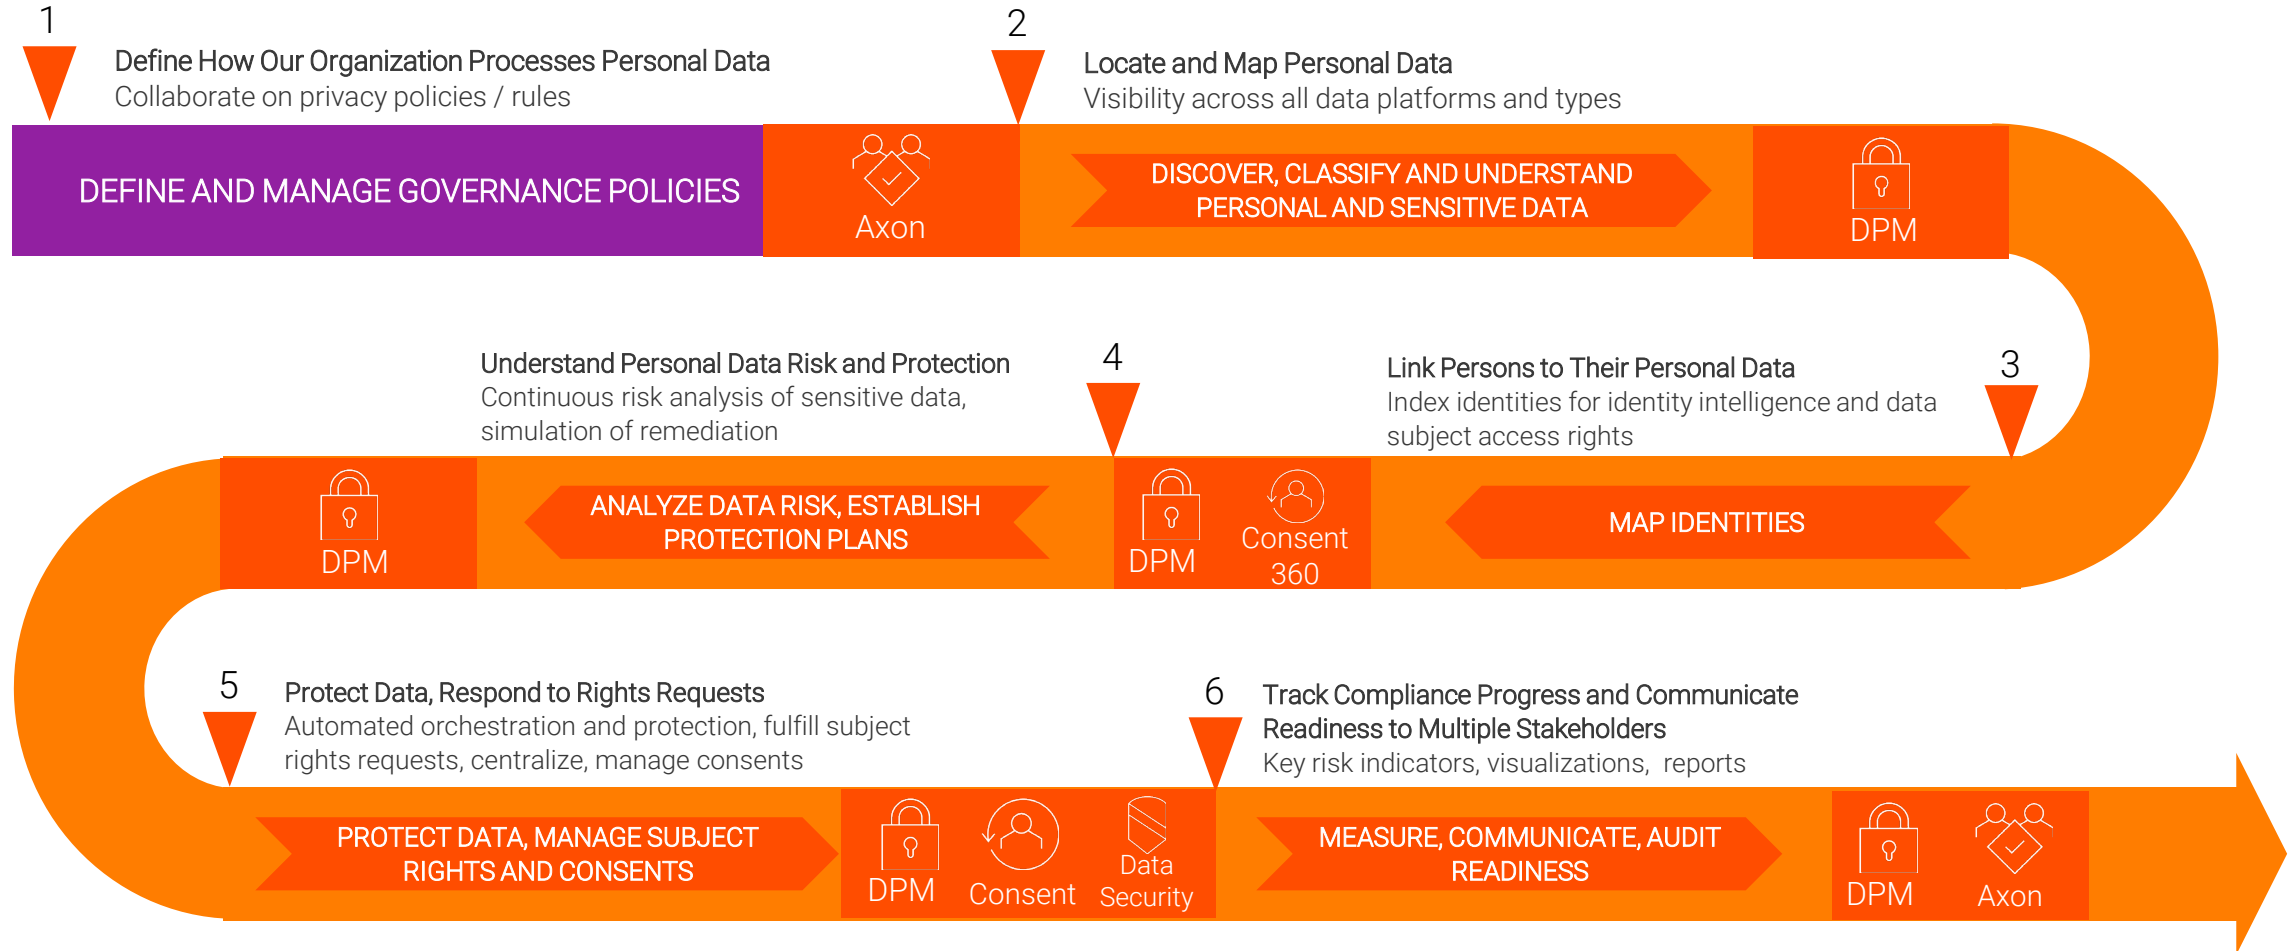 1
Define How Our Organization Processes Personal Data
Collaborate on privacy policies / rules
DEFINE AND MANAGE GOVERNANCE POLICIES
Axon
2
Locate and Map Personal Data
Visibility across all data platforms and types
DISCOVER, CLASSIFY AND UNDERSTAND
PERSONAL AND SENSITIVE DATA
DPM
3
Link Persons to Their Personal Data
Index identities for identity intelligence and data
subject access rights
MAP IDENTITIES
DPM
Consent
360
4
Understand Personal Data Risk and Protection
Continuous risk analysis of sensitive data,
simulation of remediation
ANALYZE DATA RISK, ESTABLISH
PROTECTION PLANS
DPM
5
Protect Data, Respond to Rights Requests
Automated orchestration and protection, fulfill subject
rights requests, centralize, manage consents
PROTECT DATA, MANAGE SUBJECT
RIGHTS AND CONSENTS
DPM
Consent
Data
Security
6
Track Compliance Progress and Communicate
Readiness to Multiple Stakeholders
Key risk indicators, visualizations, reports
MEASURE, COMMUNICATE, AUDIT
READINESS
DPM
Axon